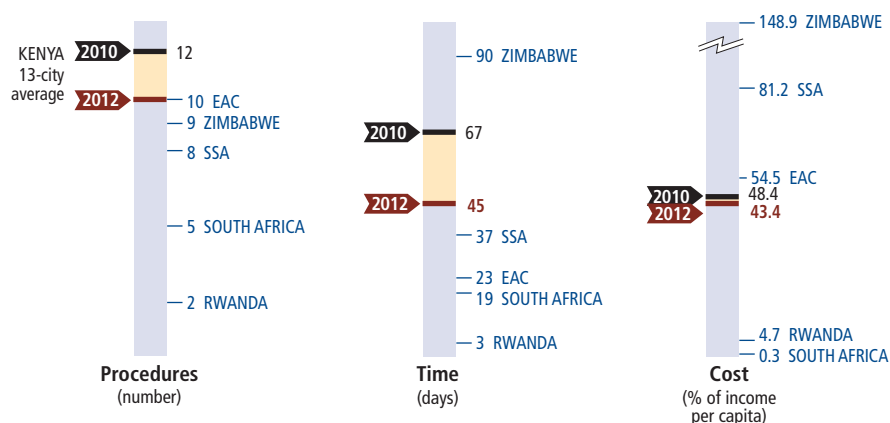 KENYA
13-city
average
2010
12
2012
10 EAC
9 ZIMBABWE
8 SSA
5 SOUTH AFRICA
2 RWANDA
Procedures
(number)
90 ZIMBABWE
2010
67
2012
45
37 SSA
23 EAC
19 SOUTH AFRICA
3 RWANDA
Time
(days)
148.9 ZIMBABWE
81.2 SSA
54.5 EAC
2010
48.4
2012
43.4
4.7 RWANDA
0.3 SOUTH AFRICA
Cost
(% of income
per capita)